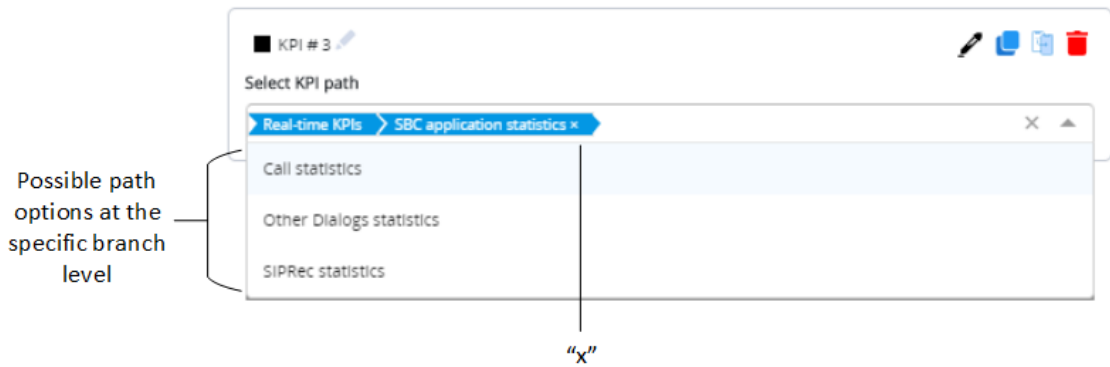 KPI # 3
Select KPI path
Real-time KPIs SBC application statistics ×
Call statistics
Other Dialogs statistics
SIPRec statistics
Possible path
options at the
specific branch
level
“x”